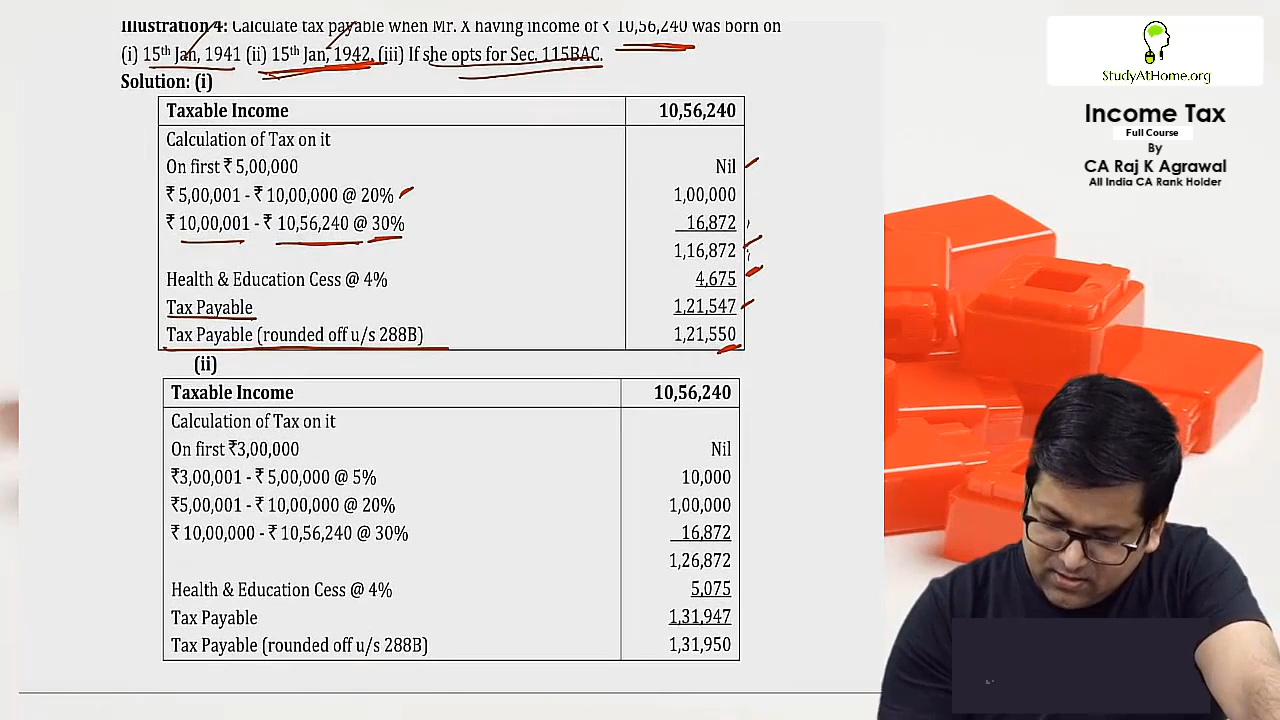 Illustration 4: Calculate tax payable when Mr. X having income of ₹ 10,56,240 was born on
(i) 15th Jan, 1941 (ii) 15th Jan, 1942. (iii) If she opts for Sec. 115BAC.
Solution: (i)
Taxable Income 10,56,240
Calculation of Tax on it
On first ₹ 5,00,000 Nil
₹ 5,00,001 - ₹ 10,00,000 @ 20% 1,00,000
₹ 10,00,001 - ₹ 10,56,240 @ 30% 16,872
1,16,872
Health & Education Cess @ 4% 4,675
Tax Payable 1,21,547
Tax Payable (rounded off u/s 288B) 1,21,550
(ii)
Taxable Income 10,56,240
Calculation of Tax on it
On first ₹3,00,000 Nil
₹3,00,001 - ₹ 5,00,000 @ 5% 10,000
₹5,00,001 - ₹ 10,00,000 @ 20% 1,00,000
₹ 10,00,000 - ₹ 10,56,240 @ 30% 16,872
1,26,872
Health & Education Cess @ 4% 5,075
Tax Payable 1,31,947
Tax Payable (rounded off u/s 288B) 1,31,950
StudyAtHome.org
Income Tax
Full Course
By
CA Raj K Agrawal
All India CA Rank Holder